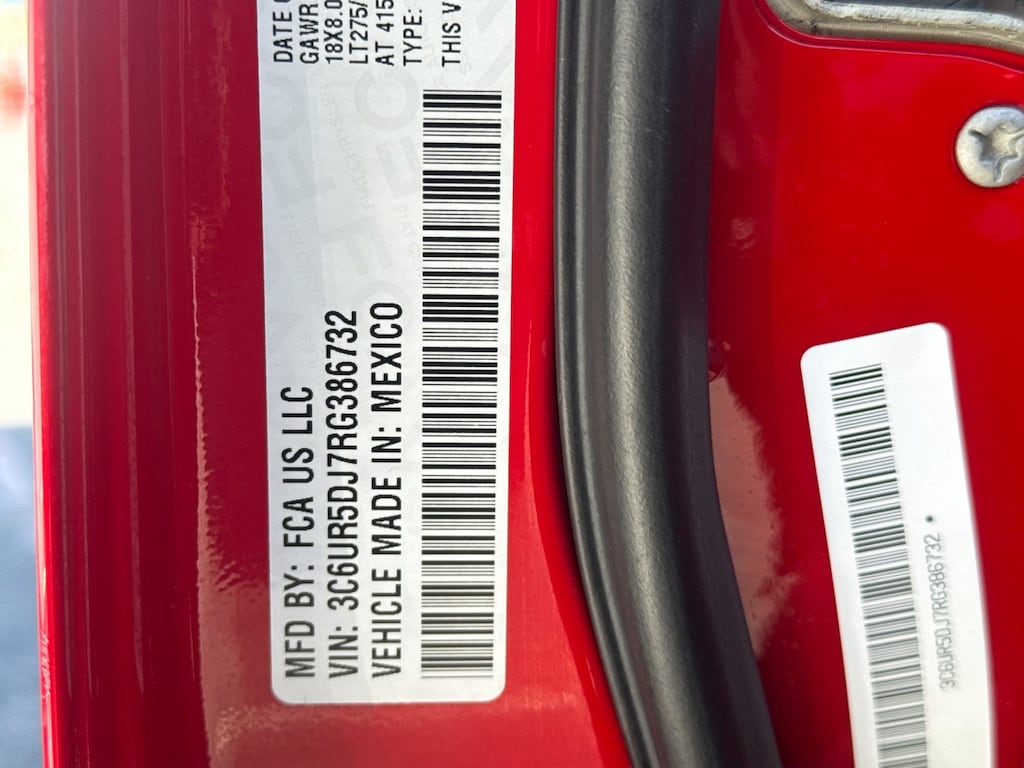 MFD BY: FCA US LLC
VIN: 3C6UR5DJ7RG386732
VEHICLE MADE IN: MEXICO
DATE
GAWR
18X8.0
LT275/
AT 415
TYPE:
THIS V
3C6UR5DJ7RG386732 •